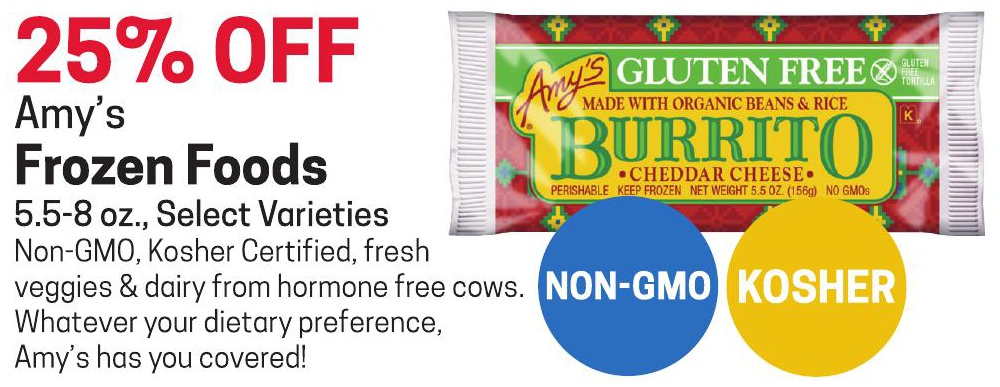 25% OFF
Amy's
Frozen Foods
5.5-8 oz., Select Varieties
Non-GMO, Kosher Certified, fresh
veggies & dairy from hormone free cows.
Whatever your dietary preference,
Amy's has you covered!
Amy's
GLUTEN FREE
GLUTEN
FREE
TORTILLA
MADE WITH ORGANIC BEANS & RICE
K
BURRITO
•CHEDDAR CHEESE•
PERISHABLE KEEP FROZEN NET WEIGHT 5.5 OZ. (156g) NO GMOs
NON-GMO
KOSHER